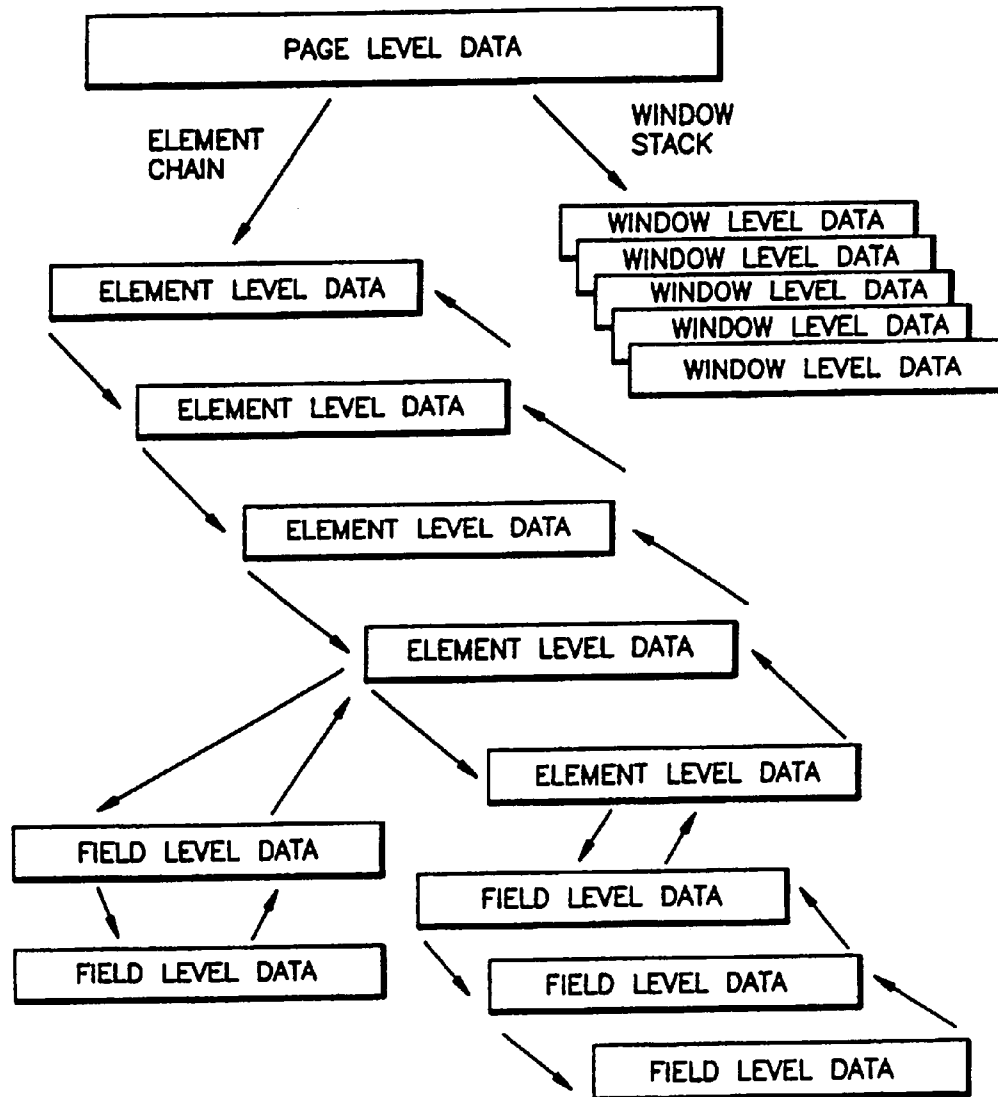 PAGE LEVEL DATA
ELEMENT
CHAIN
WINDOW
STACK
WINDOW LEVEL DATA
WINDOW LEVEL DATA
WINDOW LEVEL DATA
WINDOW LEVEL DATA
WINDOW LEVEL DATA
ELEMENT LEVEL DATA
ELEMENT LEVEL DATA
ELEMENT LEVEL DATA
ELEMENT LEVEL DATA
ELEMENT LEVEL DATA
FIELD LEVEL DATA
FIELD LEVEL DATA
FIELD LEVEL DATA
FIELD LEVEL DATA
FIELD LEVEL DATA